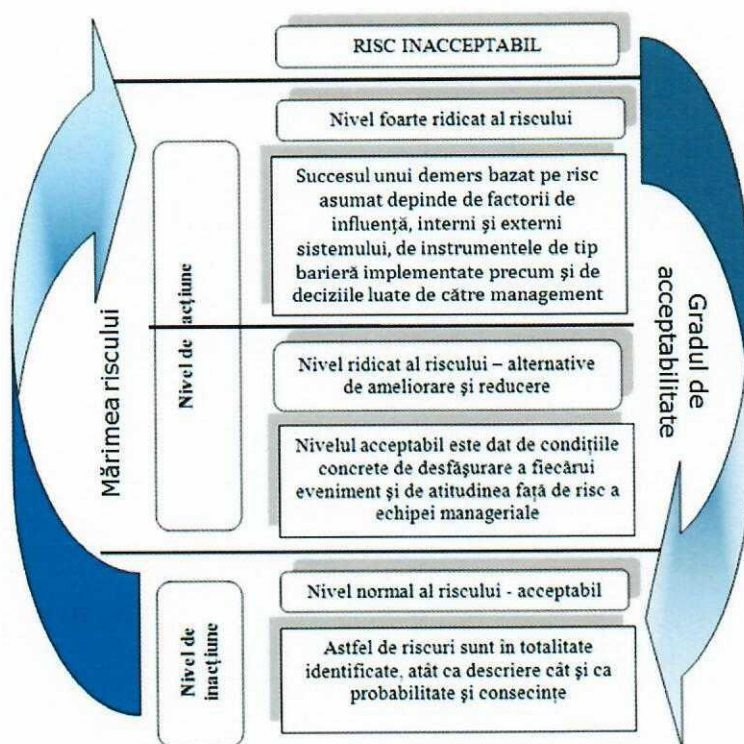 RISC INACCEPTABIL
Nivel foarte ridicat al riscului
Succesul unui demers bazat pe risc
asumat depinde de factorii de
influență, interni și externi
sistemului, de instrumentele de tip
barieră implementate precum și de
deciziile luate de către management
Nivel ridicat al riscului – alternative
de ameliorare și reducere
Nivelul acceptabil este dat de condițiile
concrete de desfășurare a fiecărui
eveniment și de atitudinea față de risc a
echipei manageriale
Nivel de acțiune
Nivel normal al riscului - acceptabil
Astfel de riscuri sunt in totalitate
identificate, atât ca descriere cât și ca
probabilitate și consecințe
Nivel de
inacțiune
Mărimea riscului
Gradul de
acceptabilitate